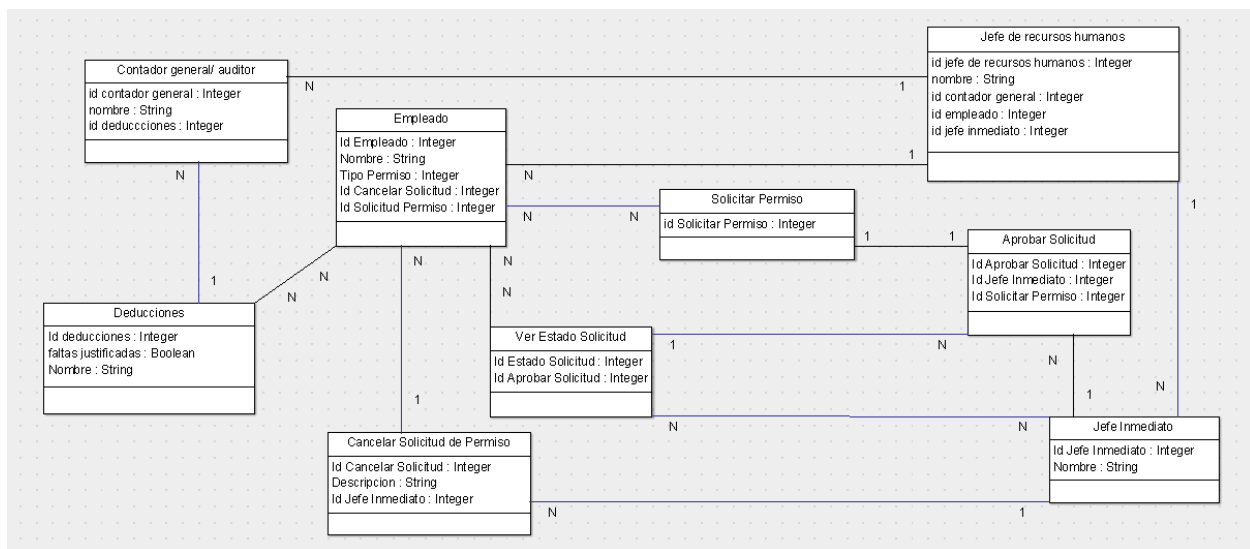 Jefe de recursos humanos
id jefe de recursos humanos : Integer
nombre : String
id contador general : Integer
id empleado : Integer
id jefe inmediato : Integer
Contador general/ auditor
id contador general : Integer
nombre : String
id deduccciones : Integer
N
1
Empleado
Id Empleado : Integer
Nombre : String
Tipo Permiso : Integer
Id Cancelar Solicitud : Integer
Id Solicitud Permiso : Integer
N
1
N
1
Solicitar Permiso
id Solicitar Permiso : Integer
N
N
1
1
Aprobar Solicitud
Id Aprobar Solicitud : Integer
Id Jefe Inmediato : Integer
Id Solicitar Permiso : Integer
N
N
N
N
N
1
Deducciones
Id deducciones : Integer
faltas justificadas : Boolean
Nombre : String
Ver Estado Solicitud
Id Estado Solicitud : Integer
Id Aprobar Solicitud : Integer
1
N
N
N
1
1
N
N
Jefe Inmediato
Id Jefe Inmediato : Integer
Nombre : String
Cancelar Solicitud de Permiso
Id Cancelar Solicitud : Integer
Descripcion : String
Id Jefe Inmediato : Integer
N
1